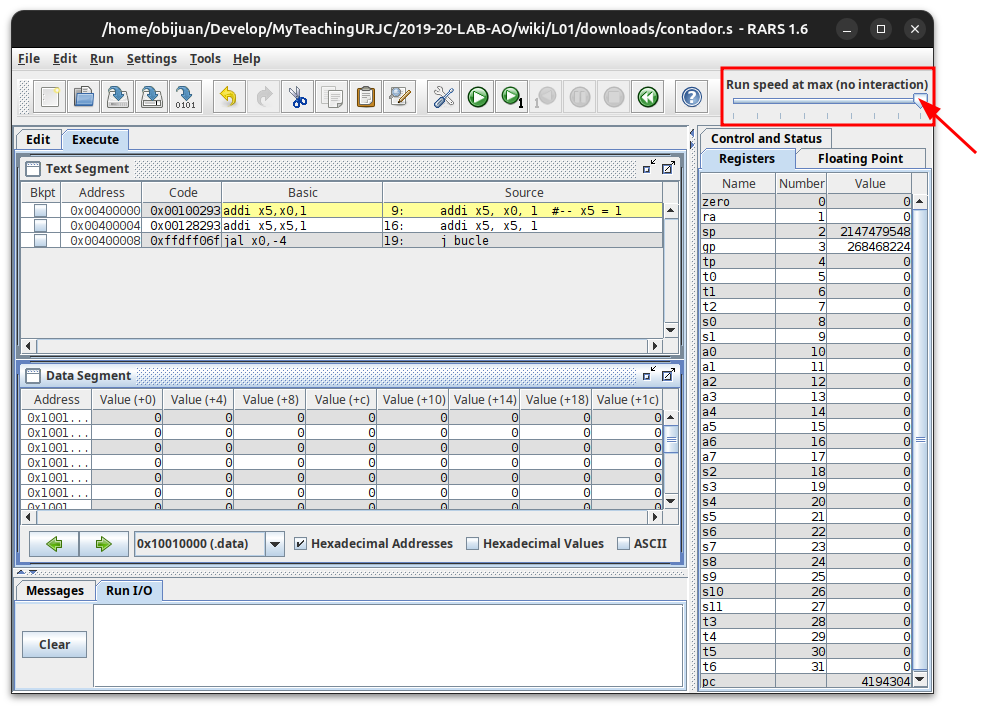 /home/obijuan/Develop/MyTeachingURJC/2019-20-LAB-AO/wiki/L01/downloads/contador.s - RARS 1.6
File Edit Run Settings Tools Help
Run speed at max (no interaction)
0101
1
1
?
Edit Execute
Text Segment
Bkpt Address Code Basic Source
0x00400000 0x00100293 addi x5,x0,1 9: addi x5, x0, 1 #-- x5 = 1
0x00400004 0x00128293 addi x5,x5,1 16: addi x5, x5, 1
0x00400008 0xffdff06f jal x0,-4 19: j bucle
Data Segment
Address Value (+0) Value (+4) Value (+8) Value (+c) Value (+10) Value (+14) Value (+18) Value (+1c)
0x1001... 0 0 0 0 0 0 0 0
0x1001... 0 0 0 0 0 0 0 0
0x1001... 0 0 0 0 0 0 0 0
0x1001... 0 0 0 0 0 0 0 0
0x1001... 0 0 0 0 0 0 0 0
0x1001... 0 0 0 0 0 0 0 0
0x1001... 0 0 0 0 0 0 0 0
0x10010000 (.data) Hexadecimal Addresses Hexadecimal Values ASCII
Messages Run I/O
Clear
Control and Status
Registers Floating Point
Name Number Value
zero 0 0
ra 1 0
sp 2 2147479548
gp 3 268468224
tp 4 0
t0 5 0
t1 6 0
t2 7 0
s0 8 0
s1 9 0
a0 10 0
a1 11 0
a2 12 0
a3 13 0
a4 14 0
a5 15 0
a6 16 0
a7 17 0
s2 18 0
s3 19 0
s4 20 0
s5 21 0
s6 22 0
s7 23 0
s8 24 0
s9 25 0
s10 26 0
s11 27 0
t3 28 0
t4 29 0
t5 30 0
t6 31 0
pc 4194304